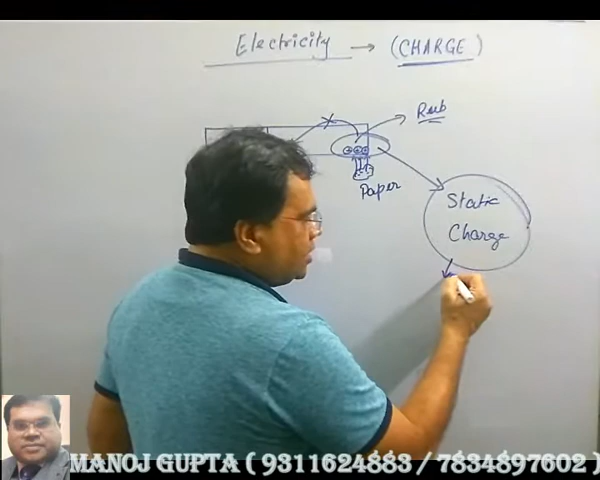 Electricity → (CHARGE)
Rub
Paper
Static
Charge
MANOJ GUPTA ( 9311624883 / 7834897602 )